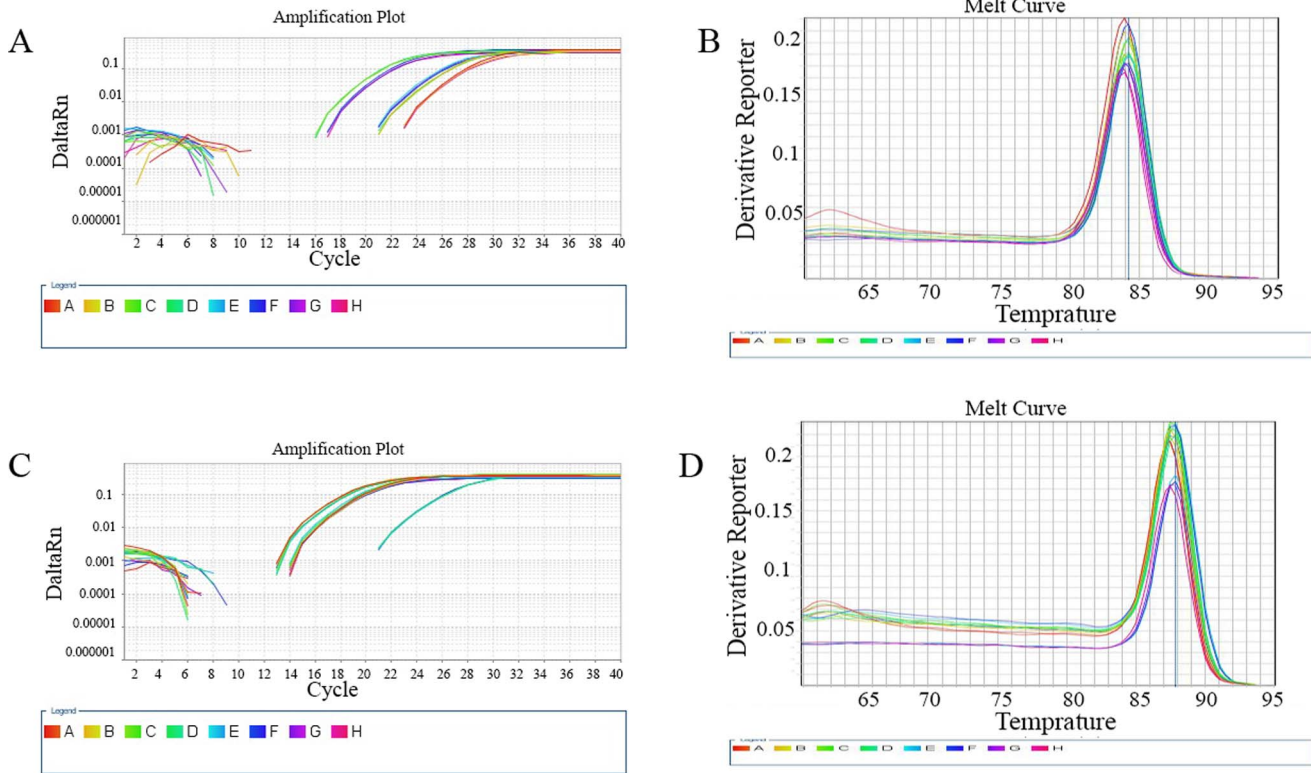 A
Amplification Plot
DaltaRn
0.1
0.01
0.001
0.0001
0.00001
0.000001
2 4 6 8 10 12 14 16 18 20 22 24 26 28 30 32 34 36 38 40
Cycle
Legend
A B C D E F G H
B
Melt Curve
Derivative Reporter
0.2
0.15
0.1
0.05
65 70 75 80 85 90 95
Temprature
Legend
A B C D E F G H
C
Amplification Plot
DaltaRn
0.1
0.01
0.001
0.0001
0.00001
0.000001
2 4 6 8 10 12 14 16 18 20 22 24 26 28 30 32 34 36 38 40
Cycle
Legend
A B C D E F G H
D
Melt Curve
Derivative Reporter
0.2
0.15
0.1
0.05
65 70 75 80 85 90 95
Temprature
Legend
A B C D E F G H